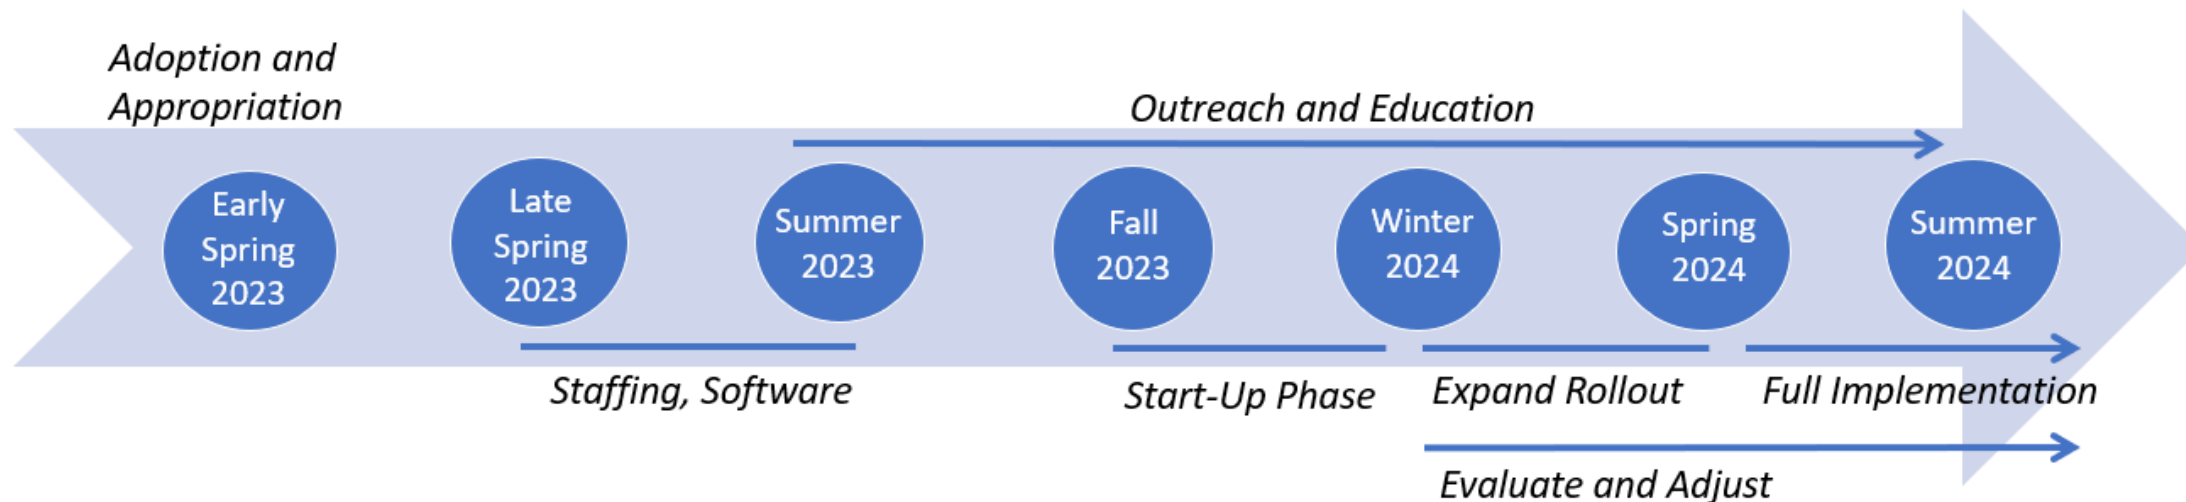 Adoption and
Appropriation
Outreach and Education
Early
Spring
2023
Late
Spring
2023
Summer
2023
Fall
2023
Winter
2024
Spring
2024
Summer
2024
Staffing, Software
Start-Up Phase
Expand Rollout
Full Implementation
Evaluate and Adjust